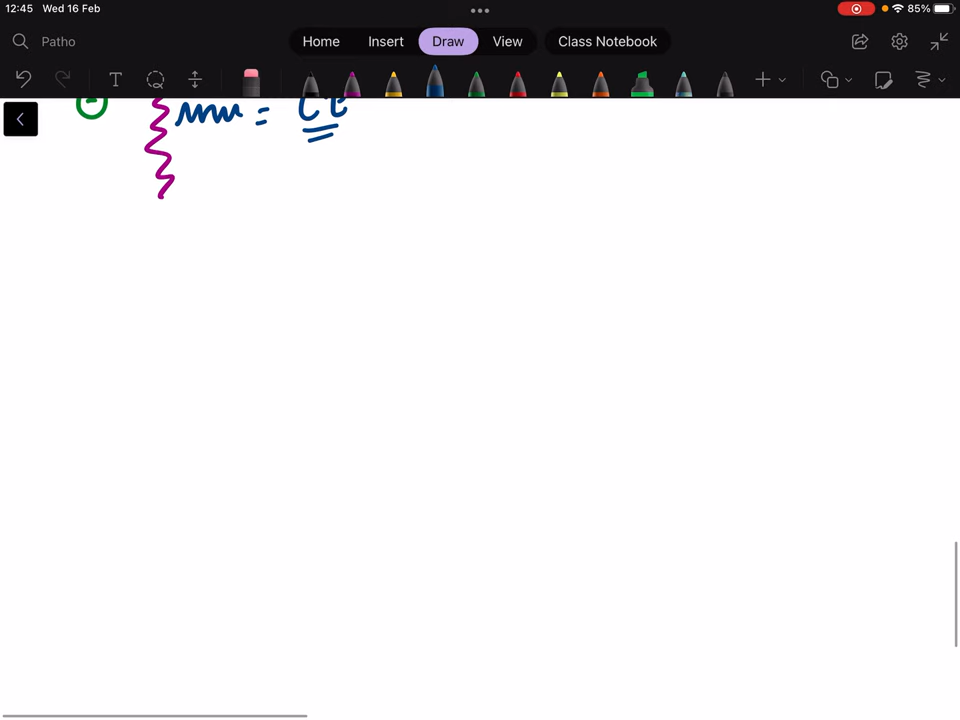 12:45 Wed 16 Feb 85%
Patho Home Insert Draw View Class Notebook
T
=